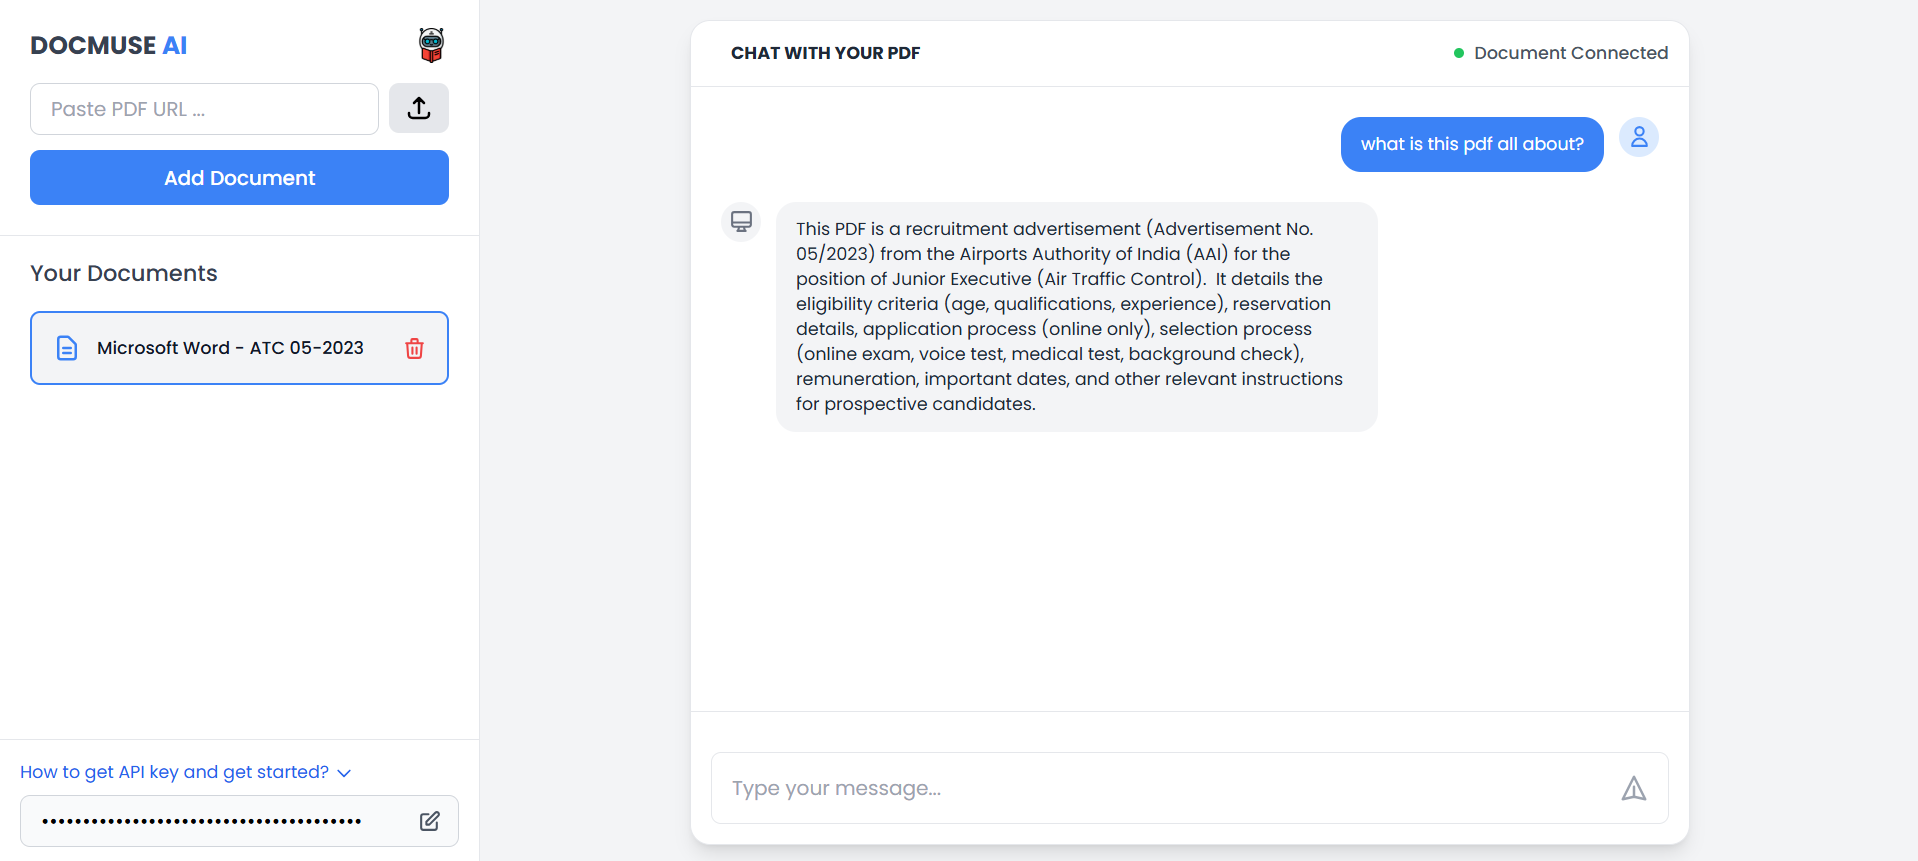 DOCMUSE AI
Paste PDF URL ...
Add Document
Your Documents
Microsoft Word - ATC 05-2023
How to get API key and get started?
CHAT WITH YOUR PDF
Document Connected
what is this pdf all about?
This PDF is a recruitment advertisement (Advertisement No.
05/2023) from the Airports Authority of India (AAI) for the
position of Junior Executive (Air Traffic Control).  It details the
eligibility criteria (age, qualifications, experience), reservation
details, application process (online only), selection process
(online exam, voice test, medical test, background check),
remuneration, important dates, and other relevant instructions
for prospective candidates.
Type your message...